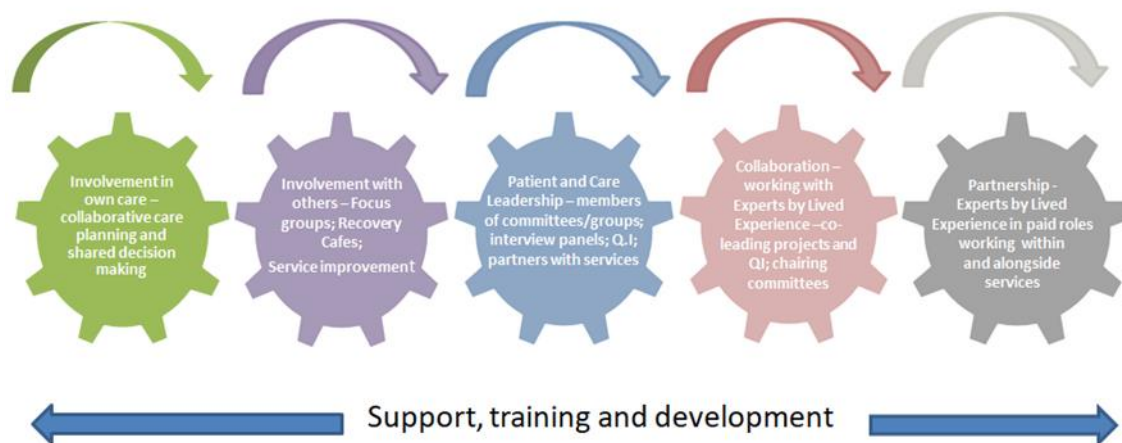 Involvement in
own care –
collaborative care
planning and
shared decision
making
Involvement with
others – Focus
groups; Recovery
Cafes;
Service improvement
Patient and Care
Leadership – members
of committees/groups;
interview panels; Q.I;
partners with services
Collaboration –
working with
Experts by Lived
Experience – co-
leading projects and
QI; chairing
committees
Partnership -
Experts by Lived
Experience in paid roles
working within
and alongside
services
Support, training and development